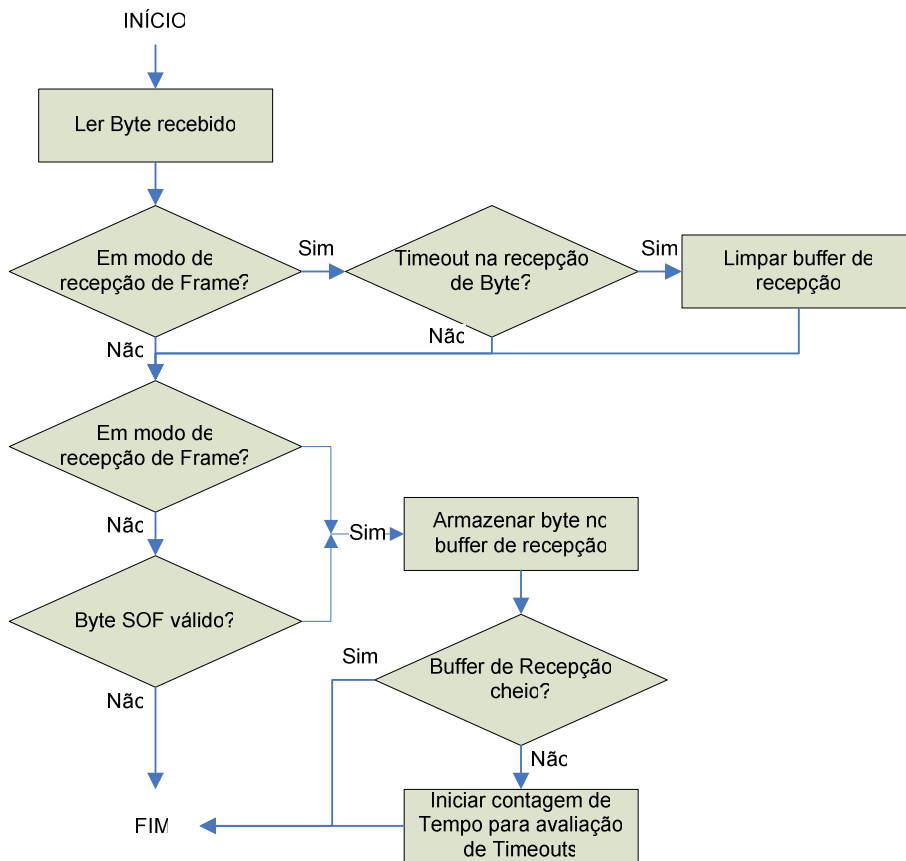 INÍCIO
Ler Byte recebido
Em modo de
recepção de Frame?
Sim
Timeout na recepção
de Byte?
Sim
Limpar buffer de
recepção
Não
Não
Em modo de
recepção de Frame?
Sim
Armazenar byte no
buffer de recepção
Não
Byte SOF válido?
Não
Sim
Buffer de Recepção
cheio?
Não
Iniciar contagem de
Tempo para avaliação
de Timeouts
FIM